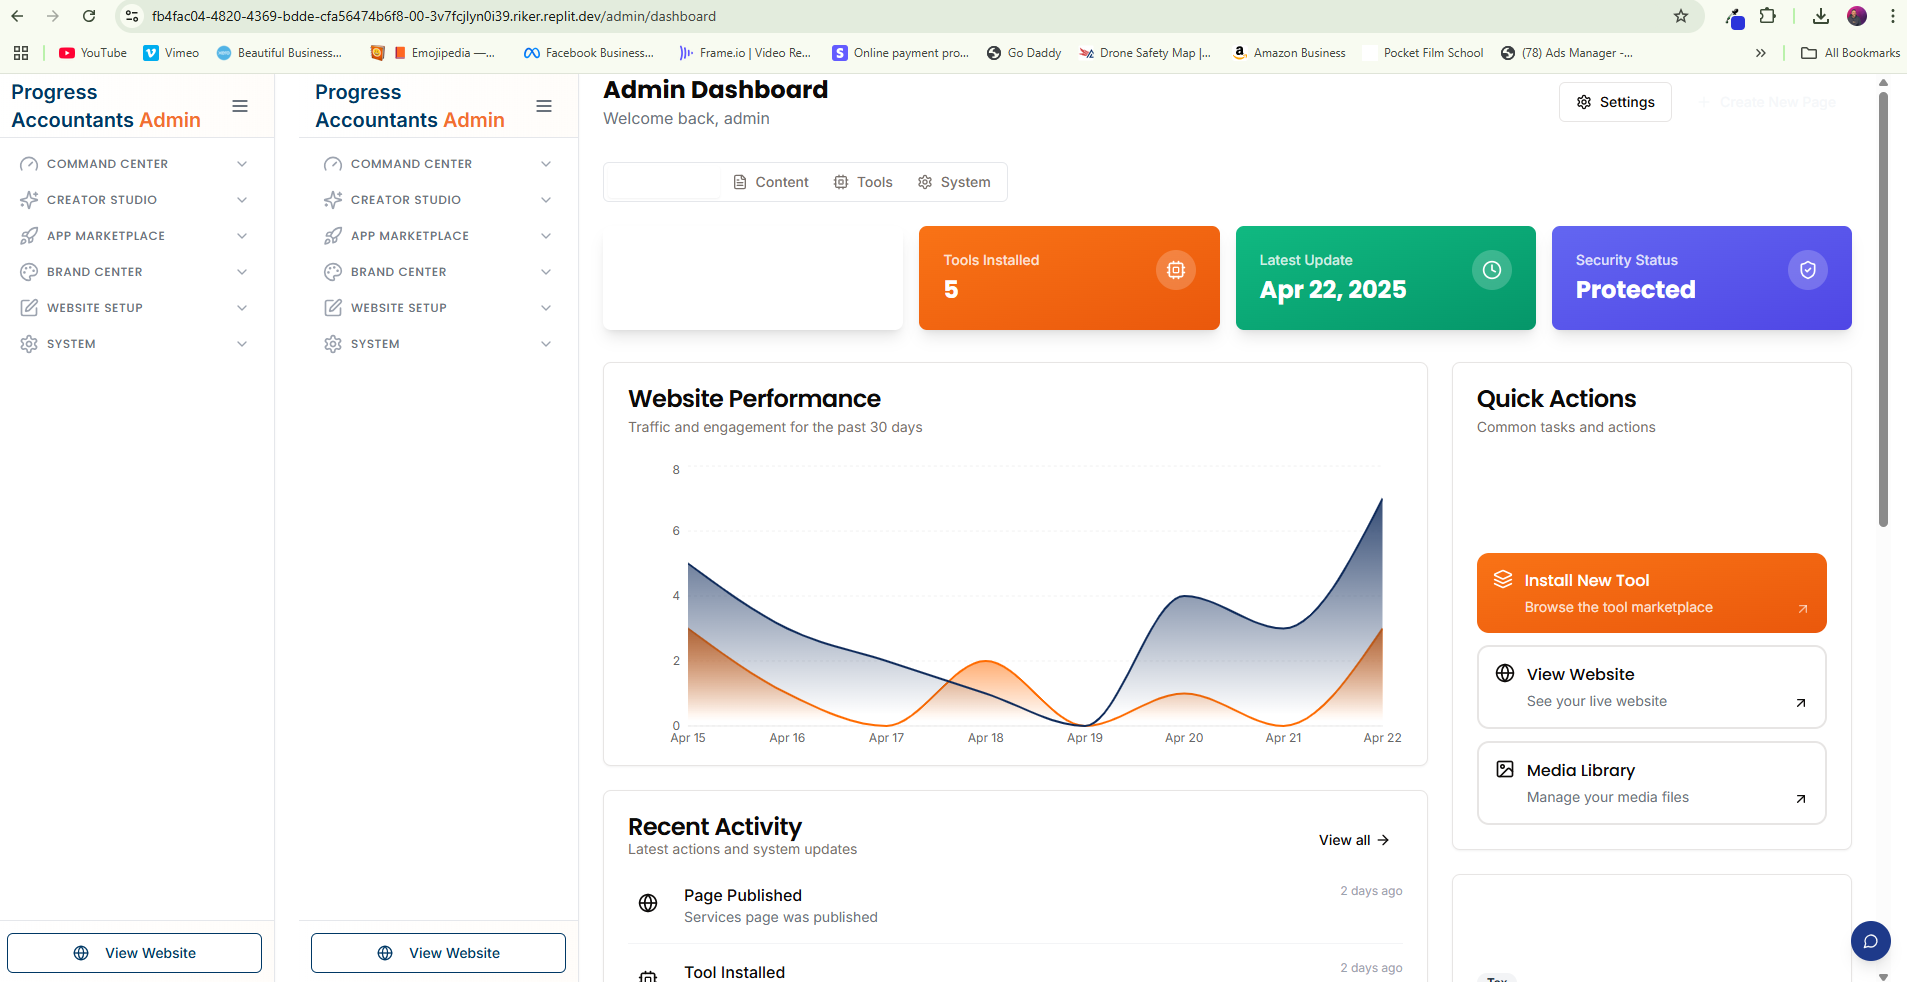 fb4fac04-4820-4369-bdde-cfa56474b6f8-00-3v7fcjlyn0i39.riker.replit.dev/admin/dashboard
YouTube Vimeo Beautiful Business... Emojipedia —... Facebook Business... Frame.io | Video Re... Online payment pro... Go Daddy Drone Safety Map |... Amazon Business Pocket Film School (78) Ads Manager -... » All Bookmarks
Progress
Accountants Admin
COMMAND CENTER
CREATOR STUDIO
APP MARKETPLACE
BRAND CENTER
WEBSITE SETUP
SYSTEM
View Website
Progress
Accountants Admin
COMMAND CENTER
CREATOR STUDIO
APP MARKETPLACE
BRAND CENTER
WEBSITE SETUP
SYSTEM
View Website
Admin Dashboard
Welcome back, admin
Settings
+ Create New Page
Content Tools System
Tools Installed
5
Latest Update
Apr 22, 2025
Security Status
Protected
Website Performance
Traffic and engagement for the past 30 days
8
6
4
2
0
Apr 15 Apr 16 Apr 17 Apr 18 Apr 19 Apr 20 Apr 21 Apr 22
Quick Actions
Common tasks and actions
Install New Tool
Browse the tool marketplace
View Website
See your live website
Media Library
Manage your media files
Recent Activity
Latest actions and system updates
View all
Page Published
Services page was published
2 days ago
Tool Installed
2 days ago